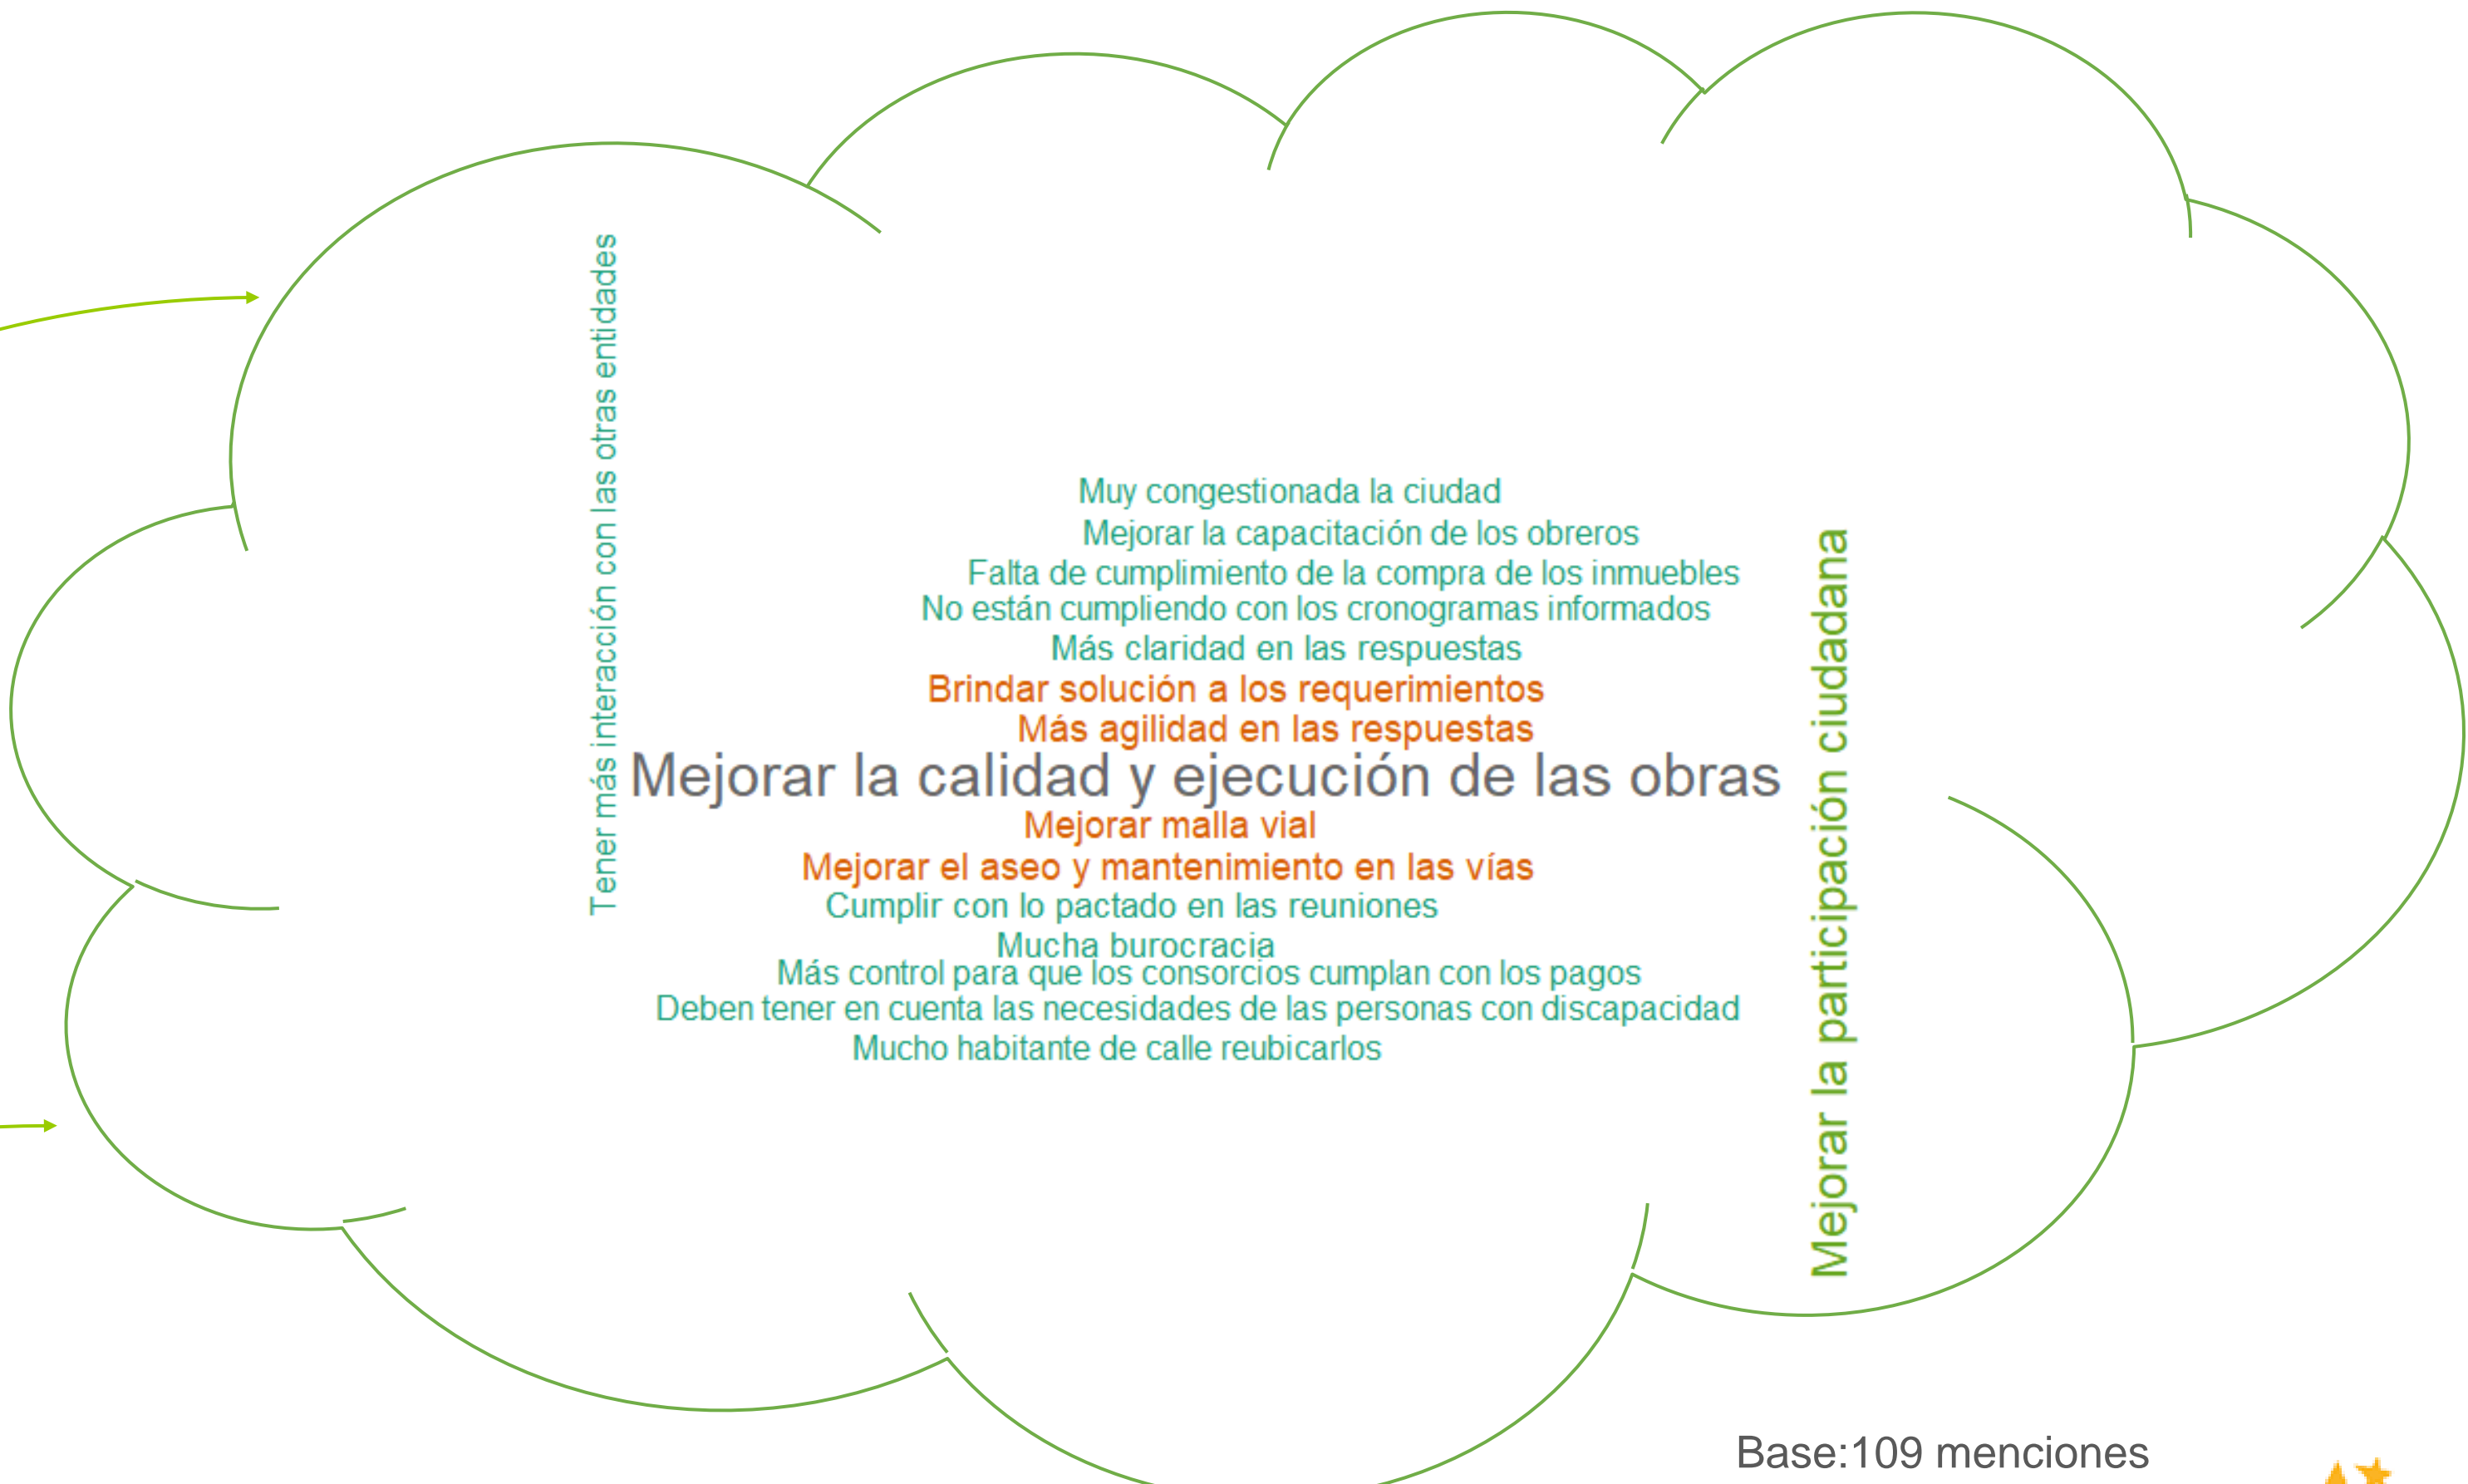 Tener más interacción con las otras entidades
Muy congestionada la ciudad
Mejorar la capacitación de los obreros
Falta de cumplimiento de la compra de los inmuebles
No están cumpliendo con los cronogramas informados
Más claridad en las respuestas
Brindar solución a los requerimientos
Más agilidad en las respuestas
Mejorar la calidad y ejecución de las obras
Mejorar malla vial
Mejorar el aseo y mantenimiento en las vías
Cumplir con lo pactado en las reuniones
Mucha burocracia
Más control para que los consorcios cumplan con los pagos
Deben tener en cuenta las necesidades de las personas con discapacidad
Mucho habitante de calle reubicarlos
Mejorar la participación ciudadana
Base:109 menciones